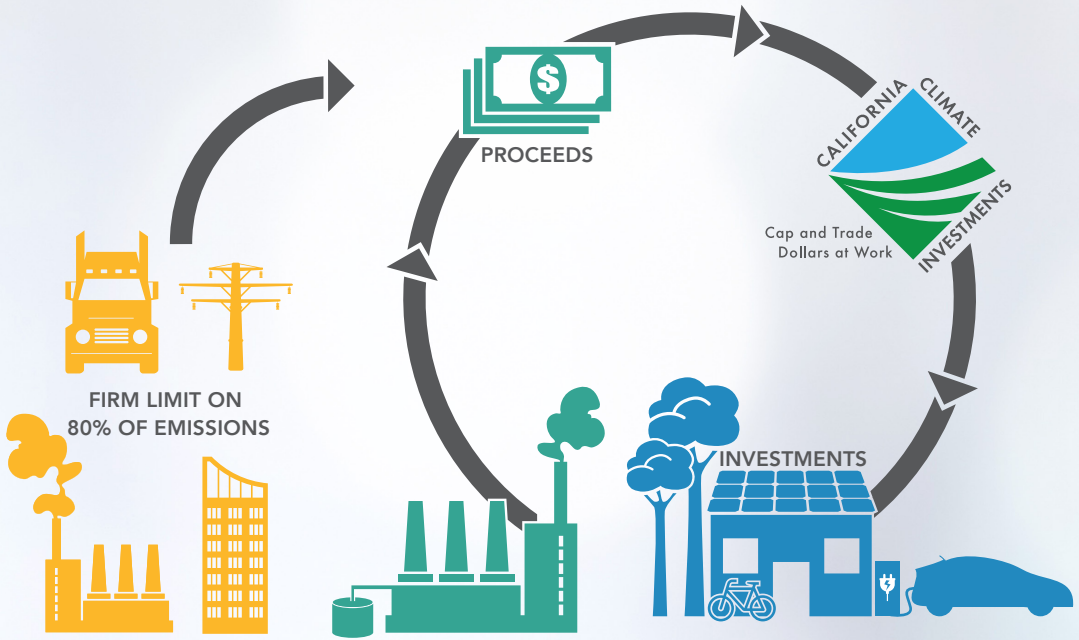 $
PROCEEDS
CALIFORNIA
CLIMATE
INVESTMENTS
Cap and Trade
Dollars at Work
FIRM LIMIT ON
80% OF EMISSIONS
INVESTMENTS